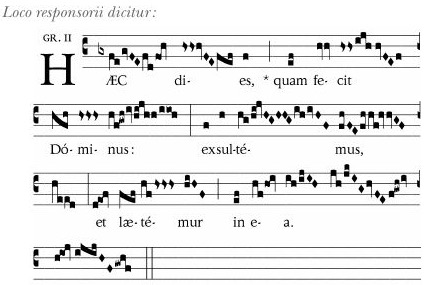 Loco responsorii dicitur:
GR. II
HÆC di- es, * quam fe- cit
Dó- mi- nus: exsul-té- mus,
et læ-té- mur in e- a.